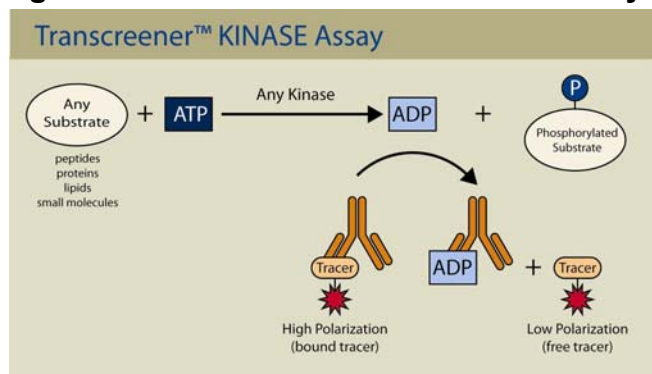 Transcreener™ KINASE Assay
Any Kinase
Any
Substrate
+ ATP
ADP
+
P
Phosphorylated
Substrate
peptides
proteins
lipids
small molecules
Tracer
ADP
+
Tracer
High Polarization
(bound tracer)
Low Polarization
(free tracer)